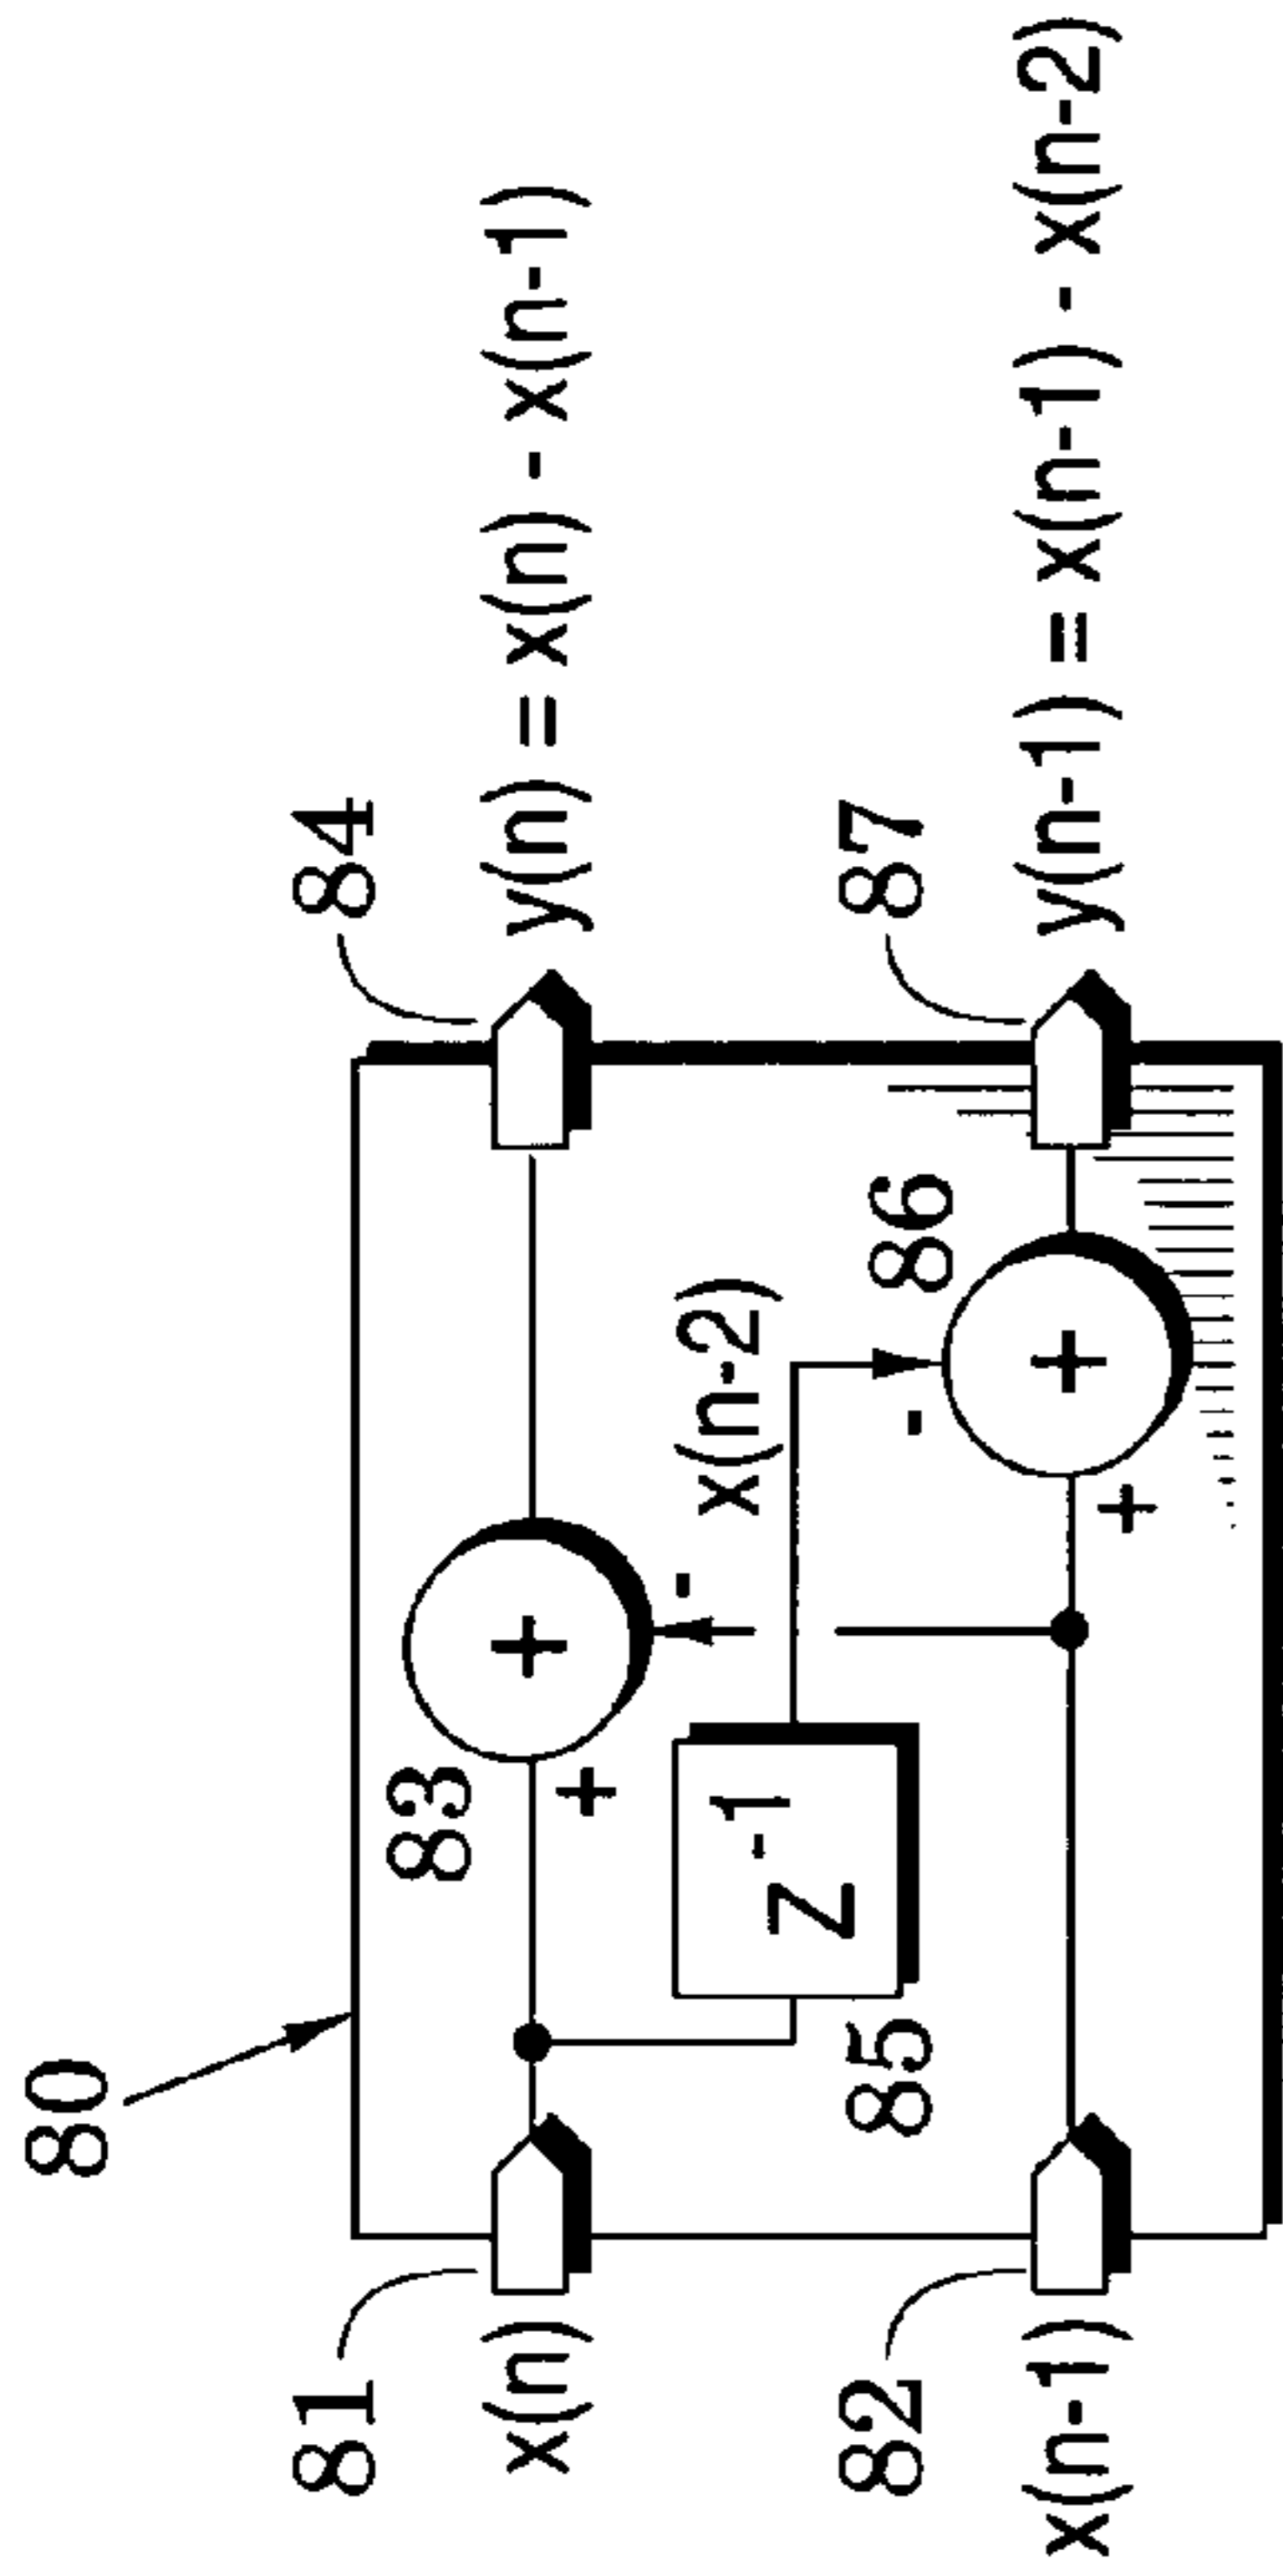 80
81
84
x(n)
y(n) = x(n) - x(n-1)
83
+
+
-
x(n-2)
Z-1
85
-
86
+
+
82
87
x(n-1)
y(n-1) = x(n-1) - x(n-2)